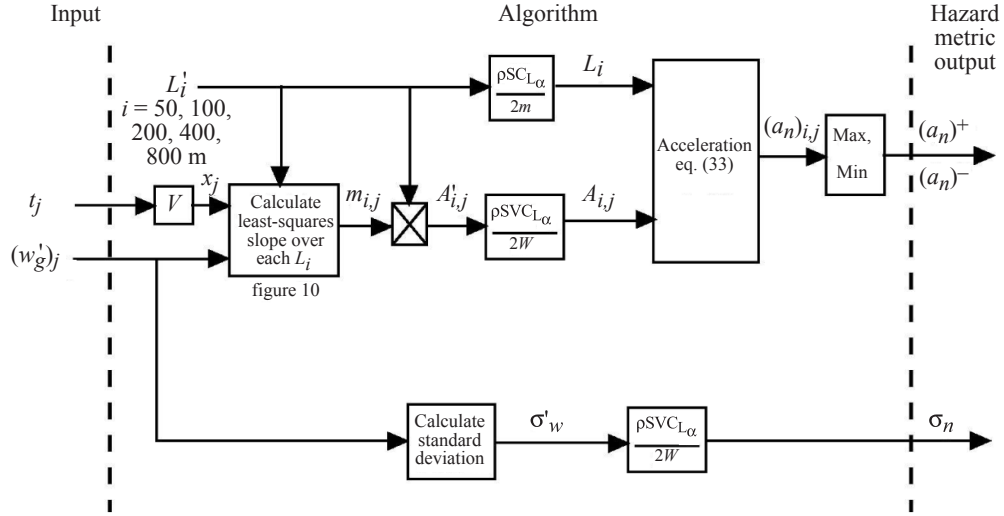 Input
Algorithm
Hazard
metric
output
L'i
i = 50, 100,
200, 400,
800 m
ρSCLα
2m
Li
Acceleration
eq. (33)
(an)i,j
Max,
Min
(an)+
(an)–
tj
V
xj
Calculate
least-squares
slope over
each Li
figure 10
mi,j
A'i,j
ρSVCLα
2W
Ai,j
(w'g)j
Calculate
standard
deviation
σ'w
ρSVCLα
2W
σn